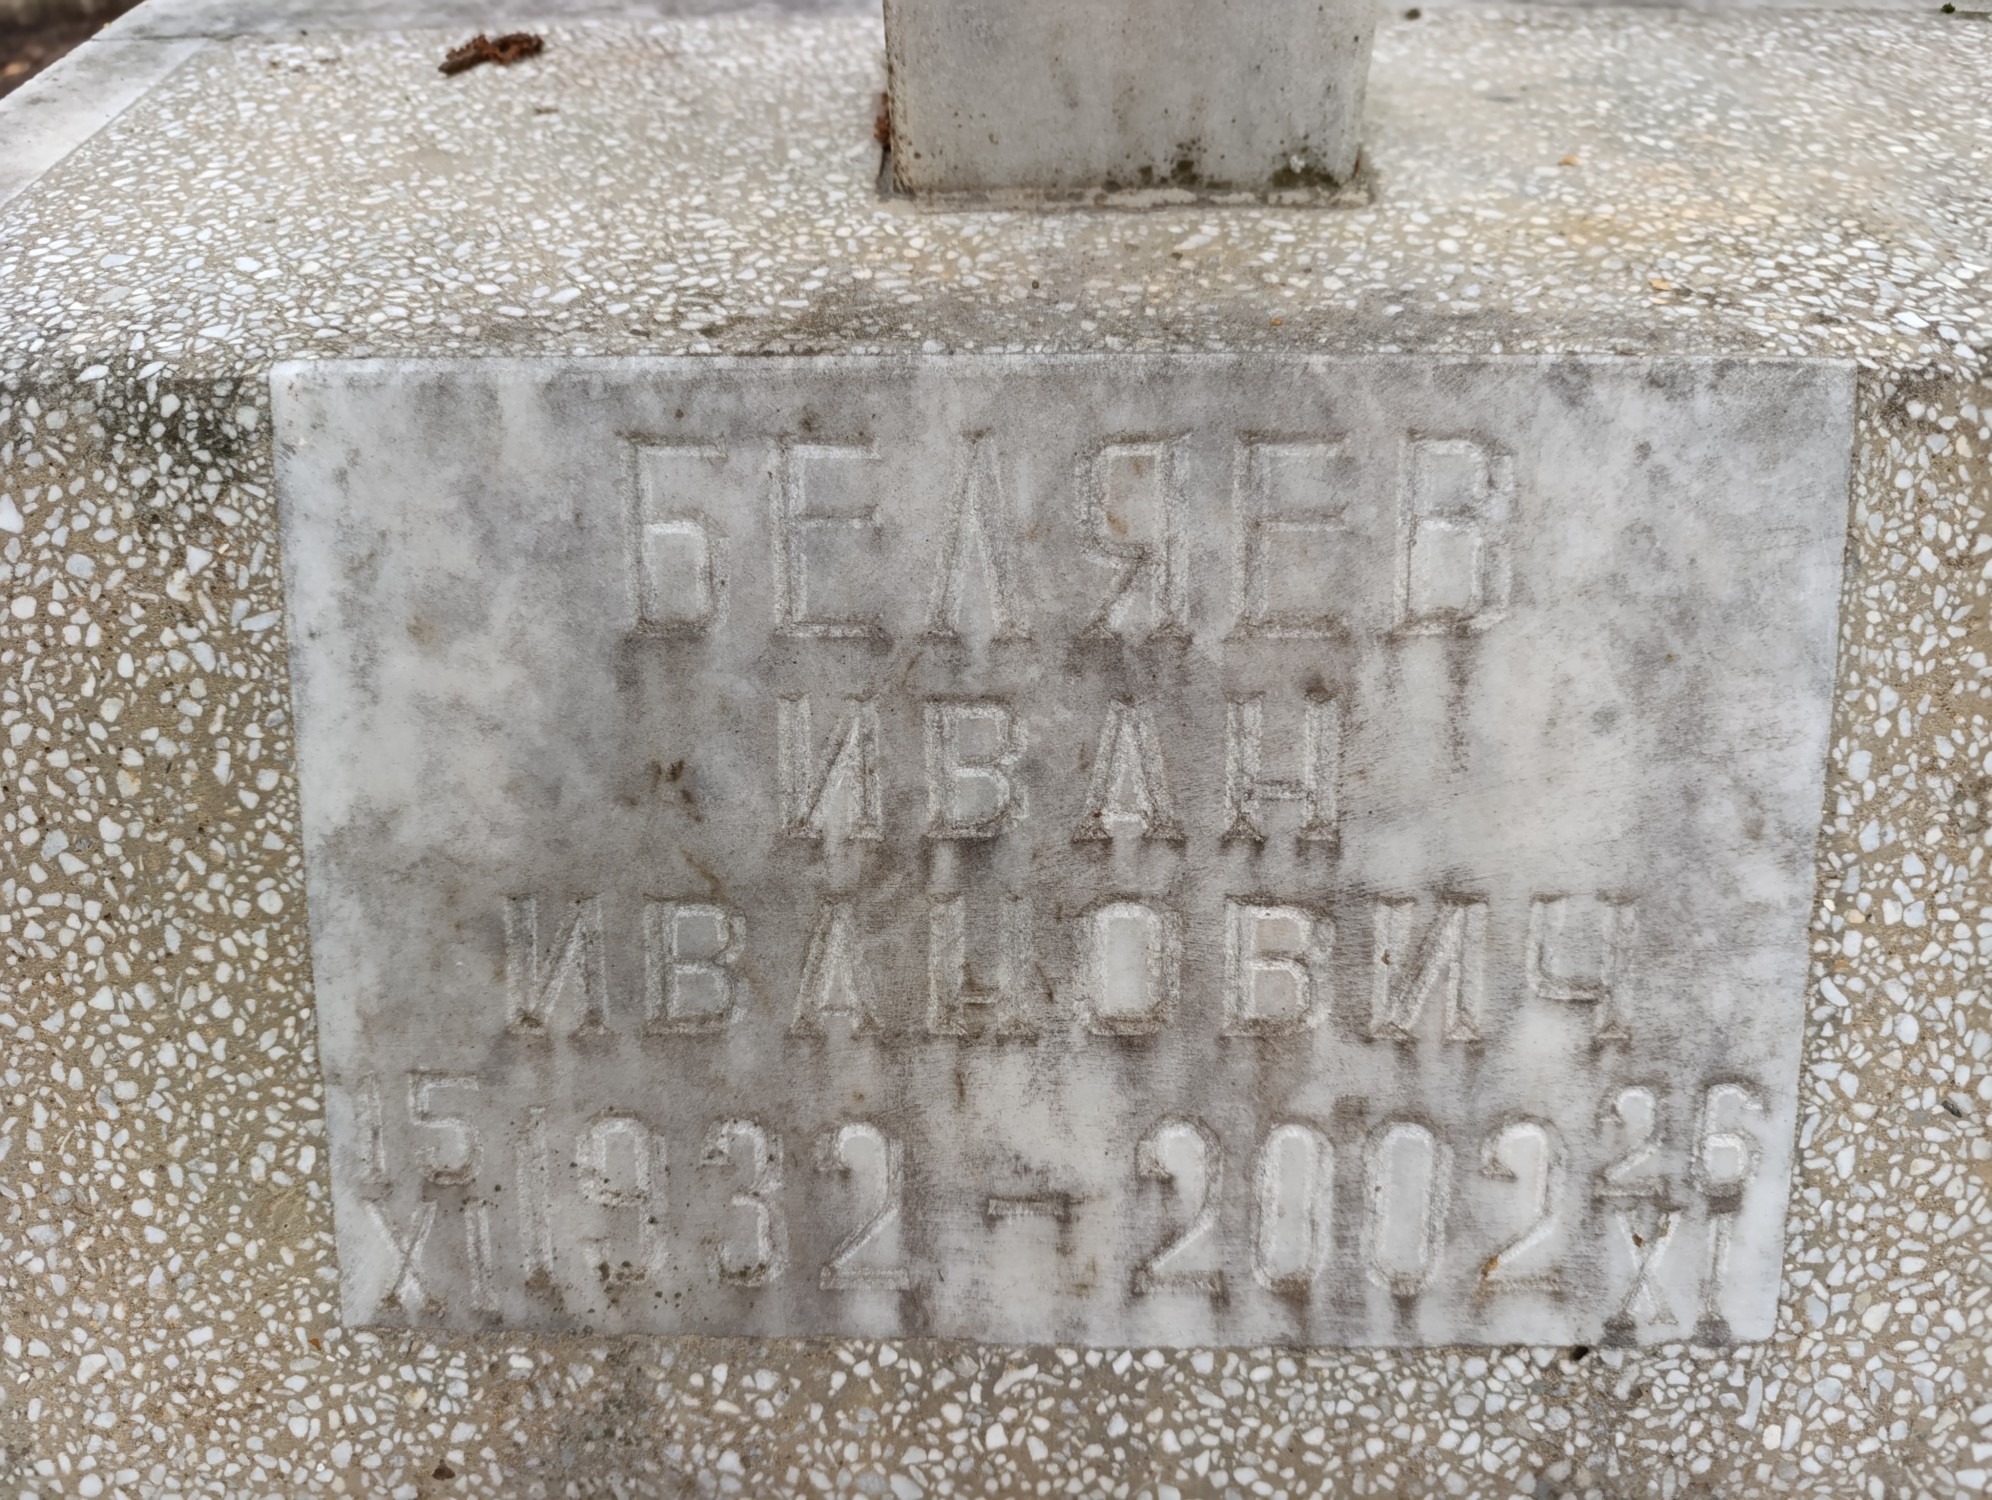 БЕЛЯЕВ
ИВАН
ИВАНОВИЧ
15 XI 1932 – 2002 26 XI